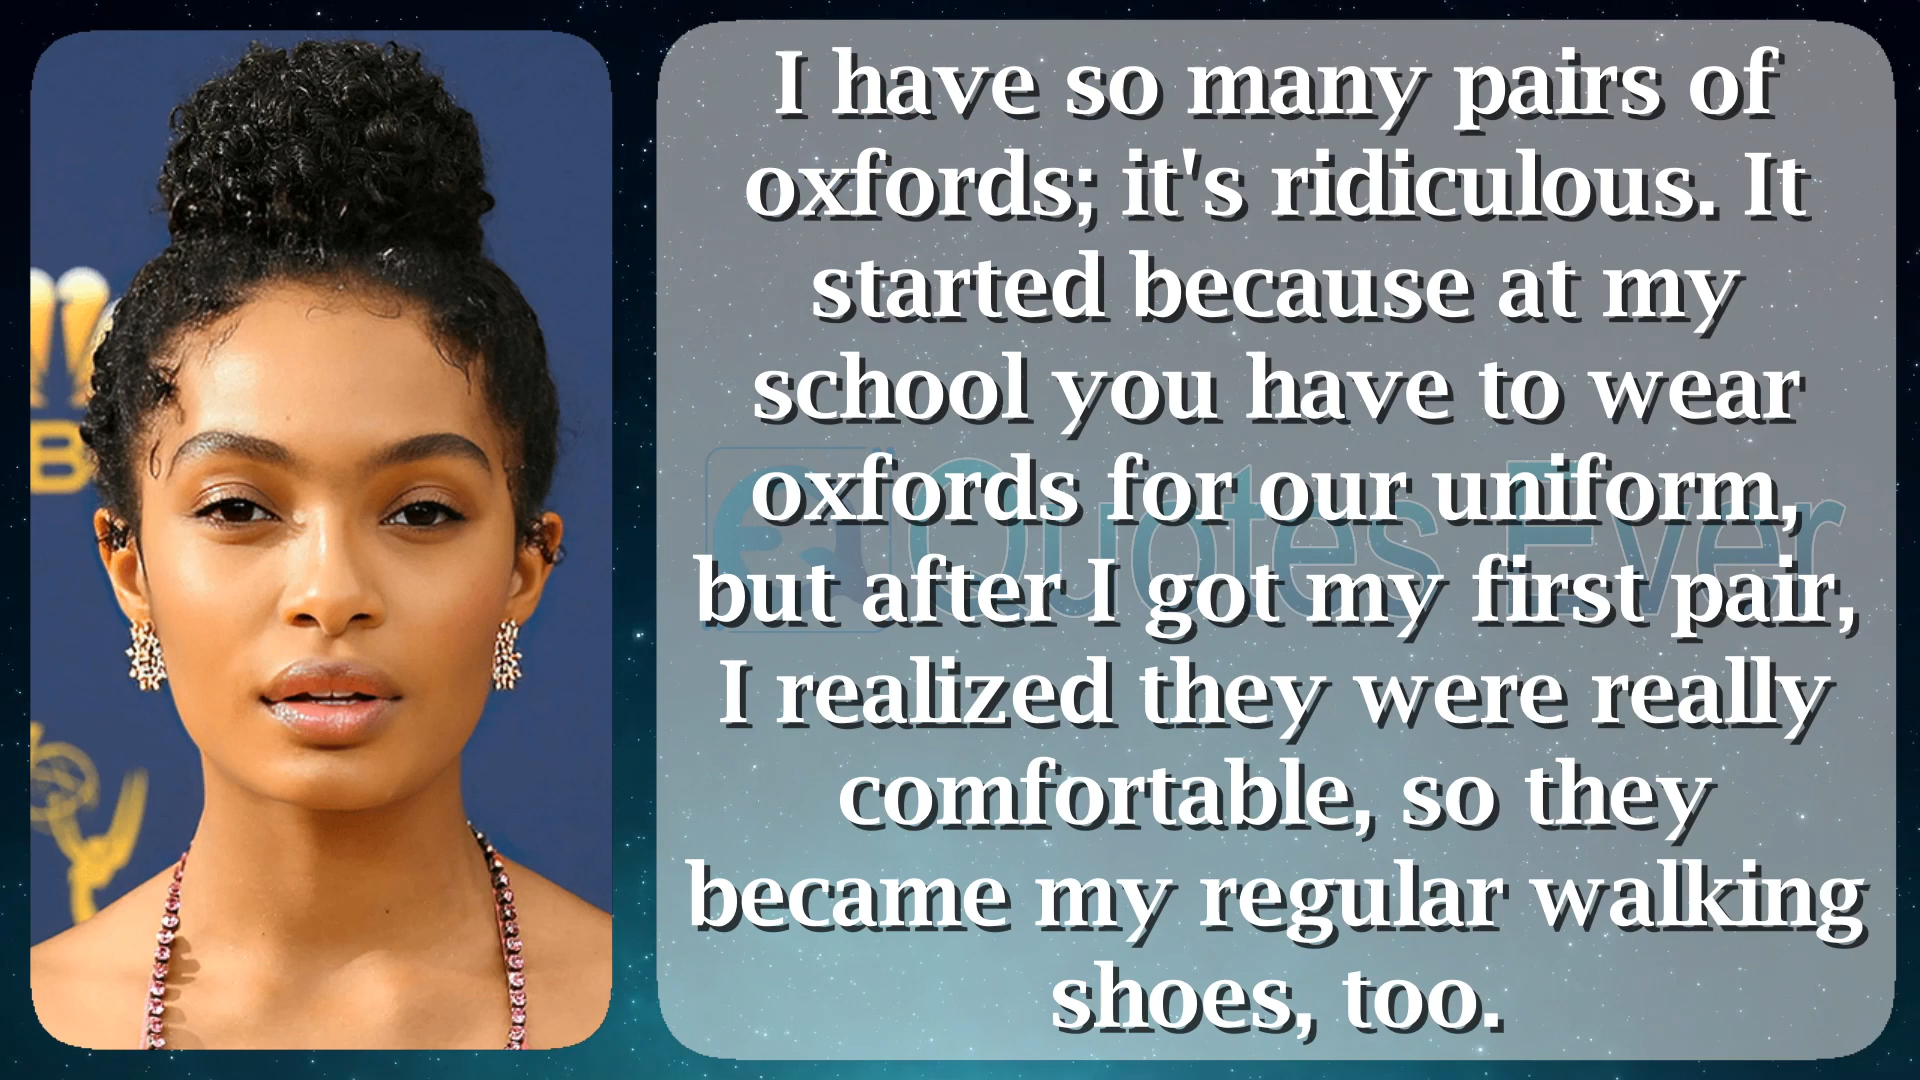 I have so many pairs of
oxfords; it's ridiculous. It
started because at my
school you have to wear
oxfords for our uniform,
but after I got my first pair,
I realized they were really
comfortable, so they
became my regular walking
shoes, too.
Quotes Ever
B